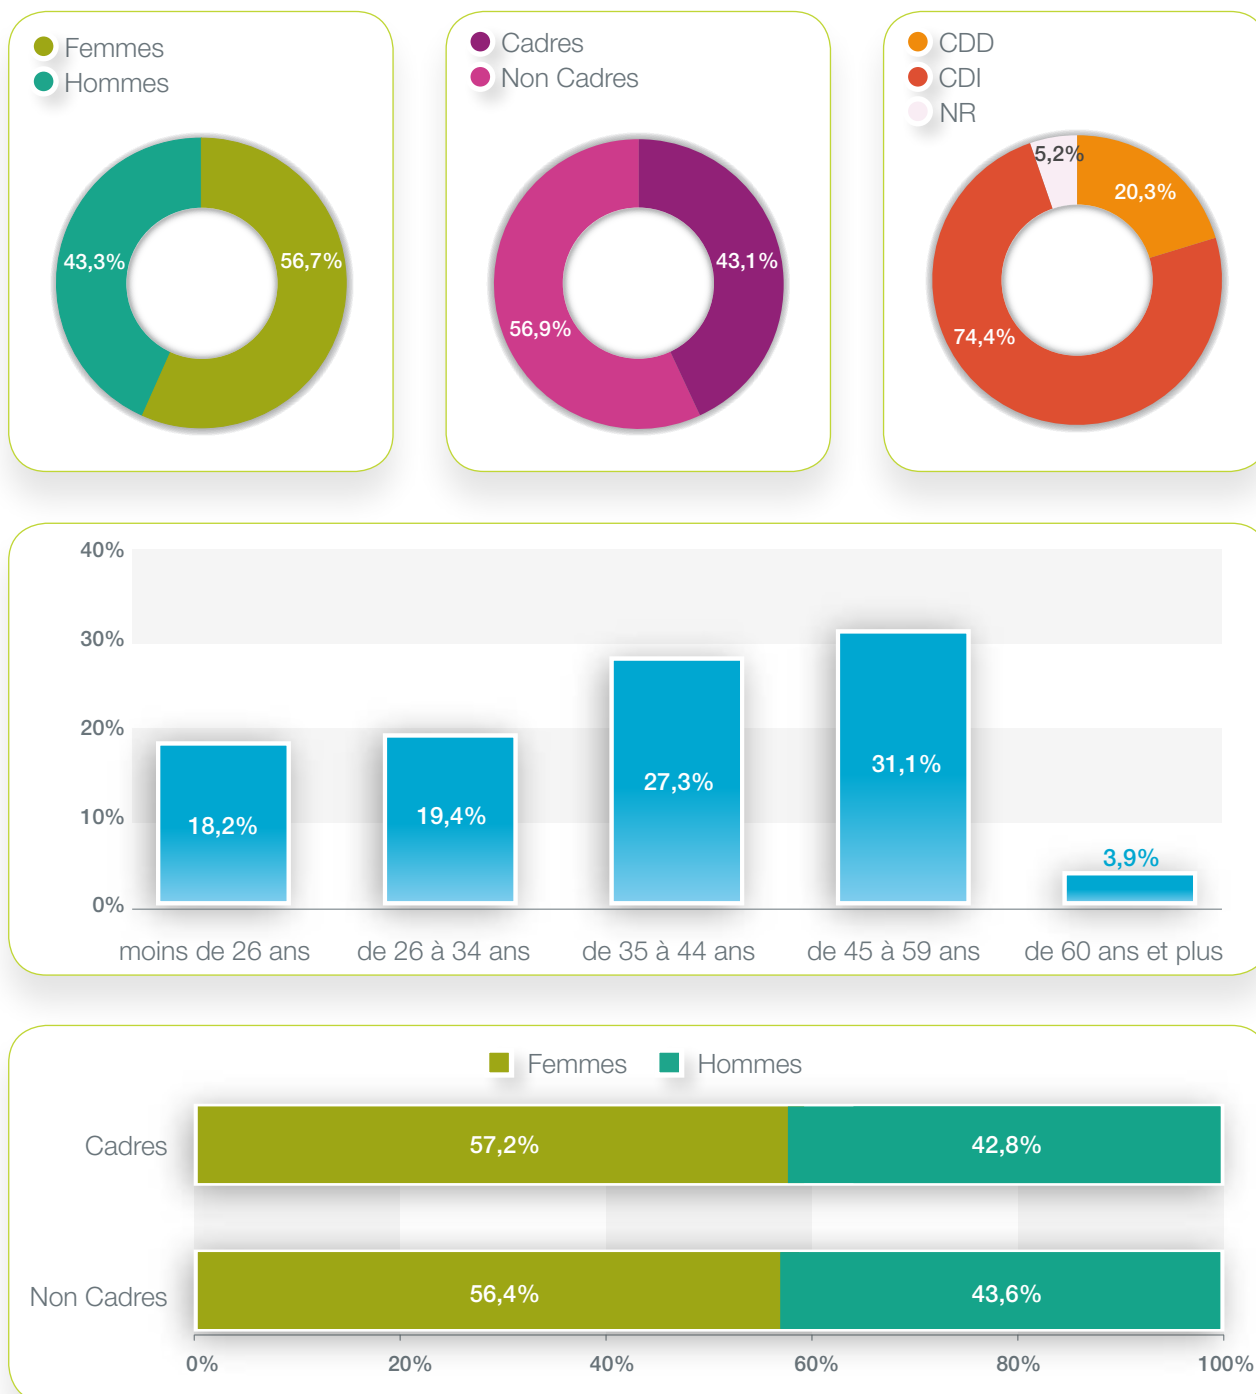 Femmes
Hommes
43,3%
56,7%
Cadres
Non Cadres
43,1%
56,9%
CDD
CDI
NR
5,2%
20,3%
74,4%
40%
30%
20%
10%
0%
18,2%
19,4%
27,3%
31,1%
3,9%
moins de 26 ans
de 26 à 34 ans
de 35 à 44 ans
de 45 à 59 ans
de 60 ans et plus
Femmes Hommes
Cadres 57,2% 42,8%
Non Cadres 56,4% 43,6%
0% 20% 40% 60% 80% 100%